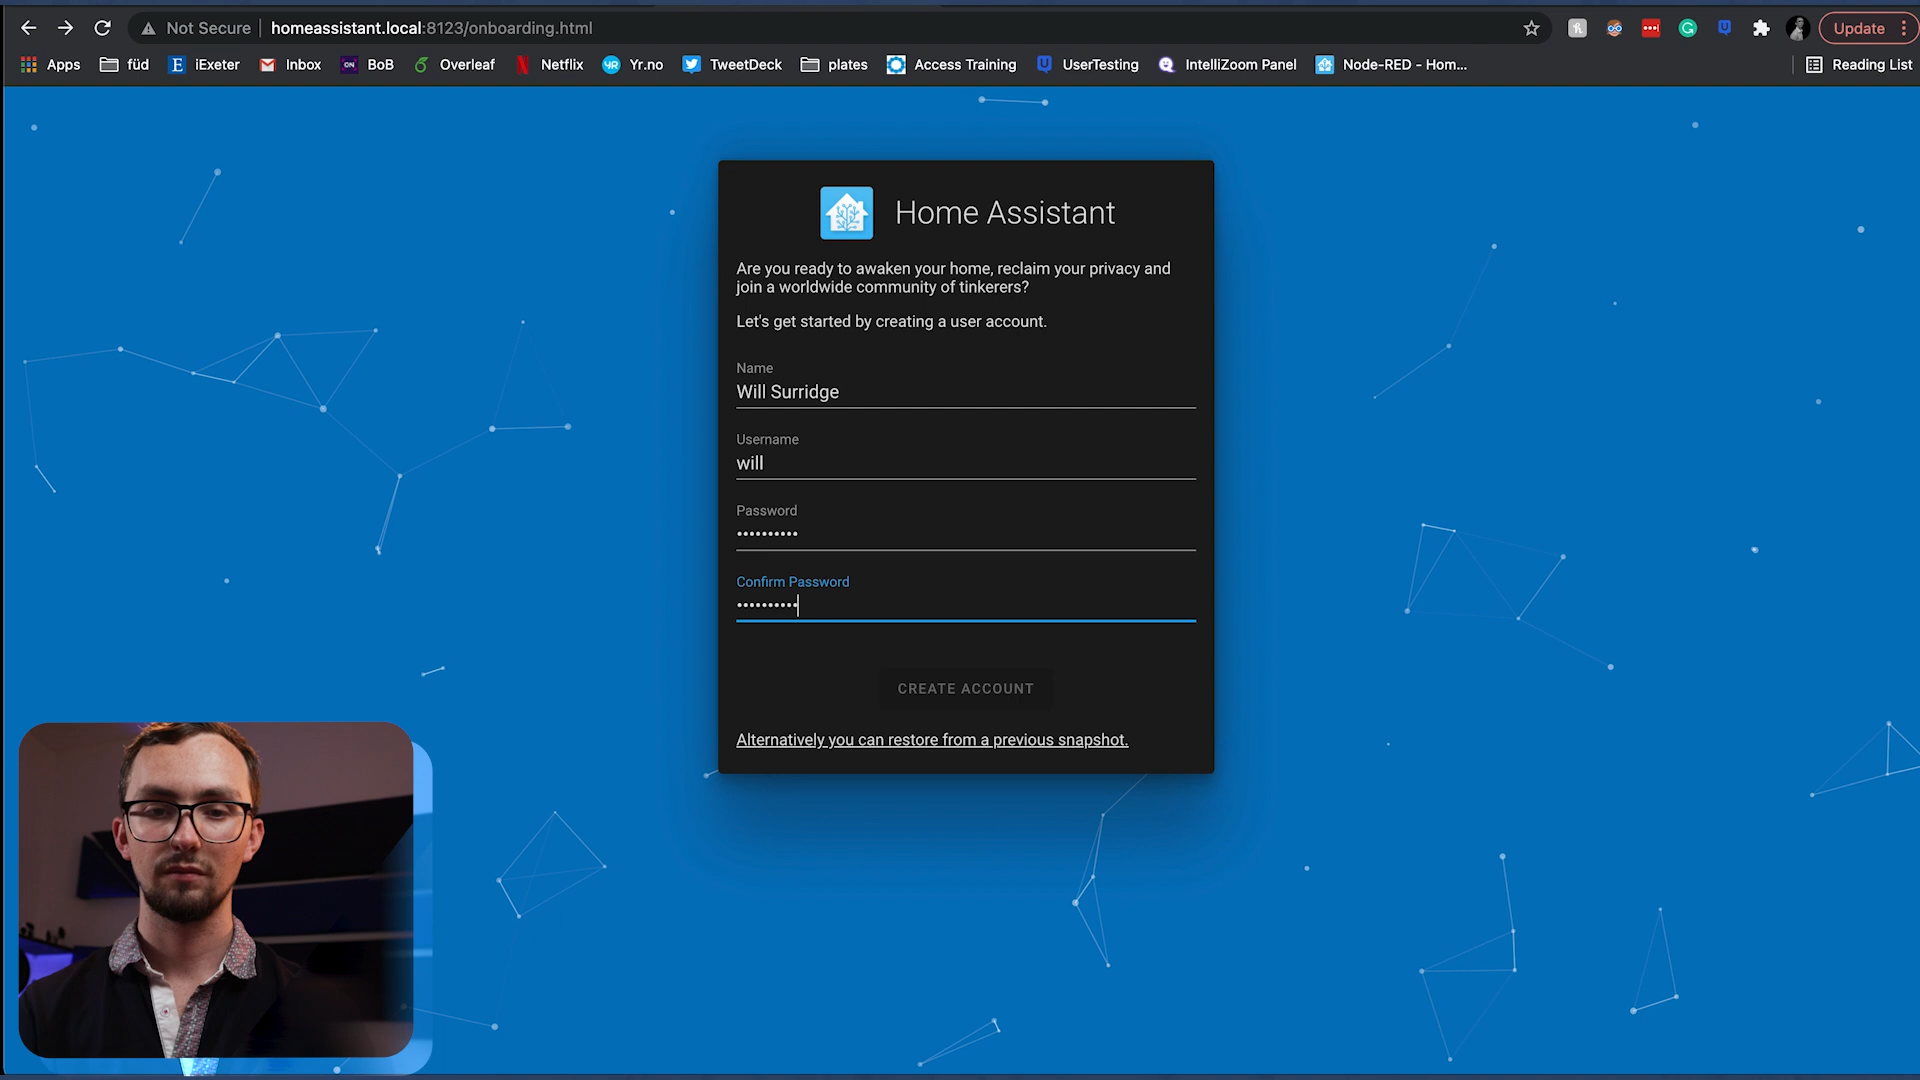 Not Secure homeassistant.local:8123/onboarding.html Update
Apps füd iExeter Inbox BoB Overleaf Netflix Yr.no TweetDeck plates Access Training UserTesting IntelliZoom Panel Node-RED - Hom... Reading List
Home Assistant
Are you ready to awaken your home, reclaim your privacy and
join a worldwide community of tinkerers?
Let's get started by creating a user account.
Name
Will Surridge
Username
will
Password
••••••••••
Confirm Password
••••••••••
CREATE ACCOUNT
Alternatively you can restore from a previous snapshot.